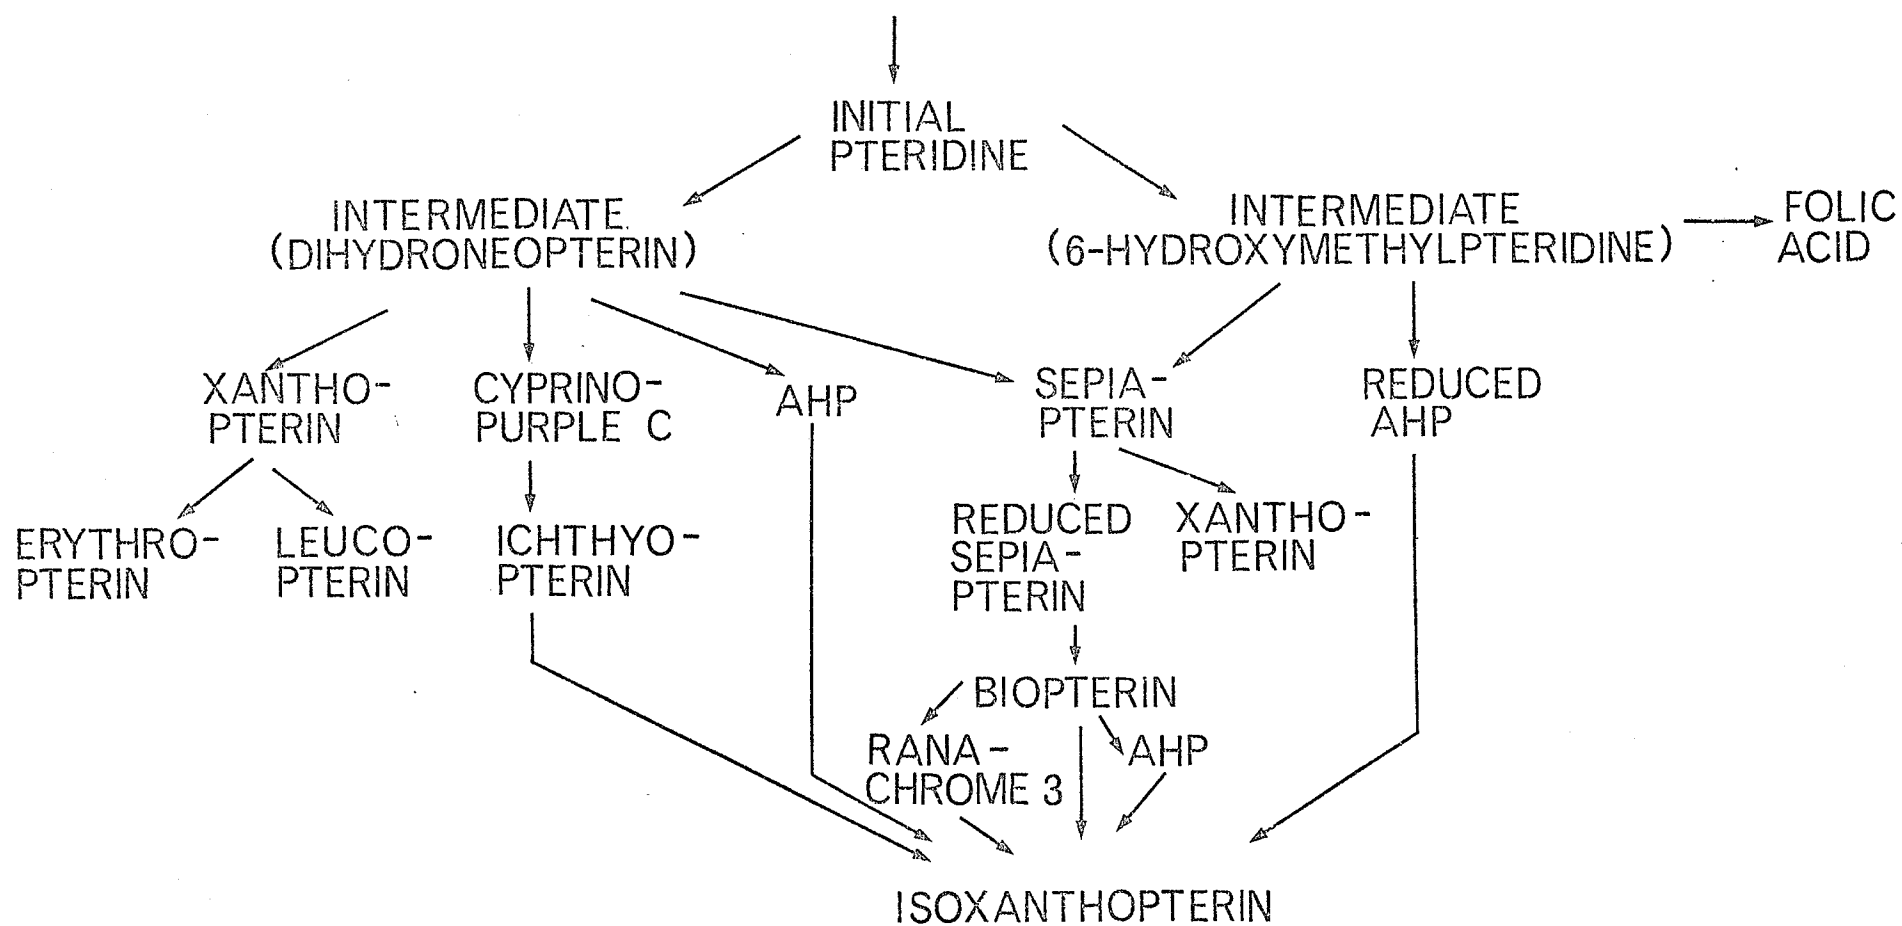 INITIAL
PTERIDINE
INTERMEDIATE
(DIHYDRONEOPTERIN)
INTERMEDIATE
(6-HYDROXYMETHYLPTERIDINE)
FOLIC
ACID
XANTHO-
PTERIN
CYPRINO-
PURPLE C
AHP
SEPIA-
PTERIN
REDUCED
AHP
ERYTHRO-
PTERIN
LEUCO-
PTERIN
ICHTHYO-
PTERIN
REDUCED
SEPIA-
PTERIN
XANTHO-
PTERIN
BIOPTERIN
RANA-
CHROME 3
AHP
ISOXANTHOPTERIN